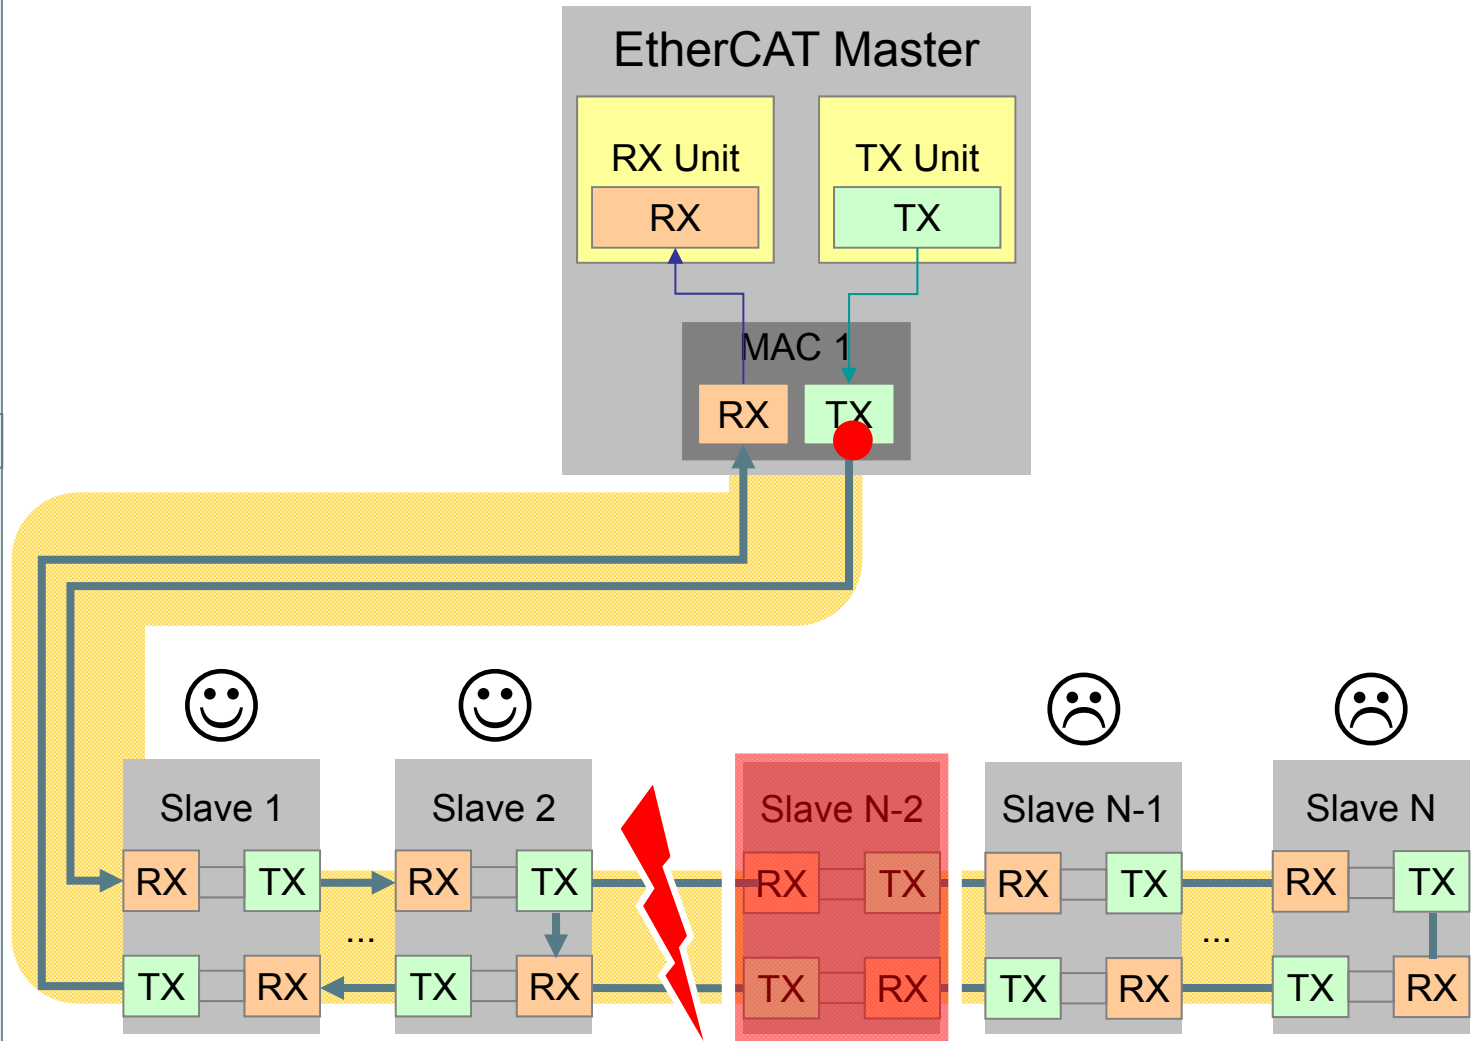 EtherCAT Master
RX Unit TX Unit
RX TX
MAC 1
RX TX
Slave 1 Slave 2 Slave N-2 Slave N-1 Slave N
RX TX RX TX RX TX RX TX RX TX
... ...
TX RX TX RX TX RX TX RX TX RX